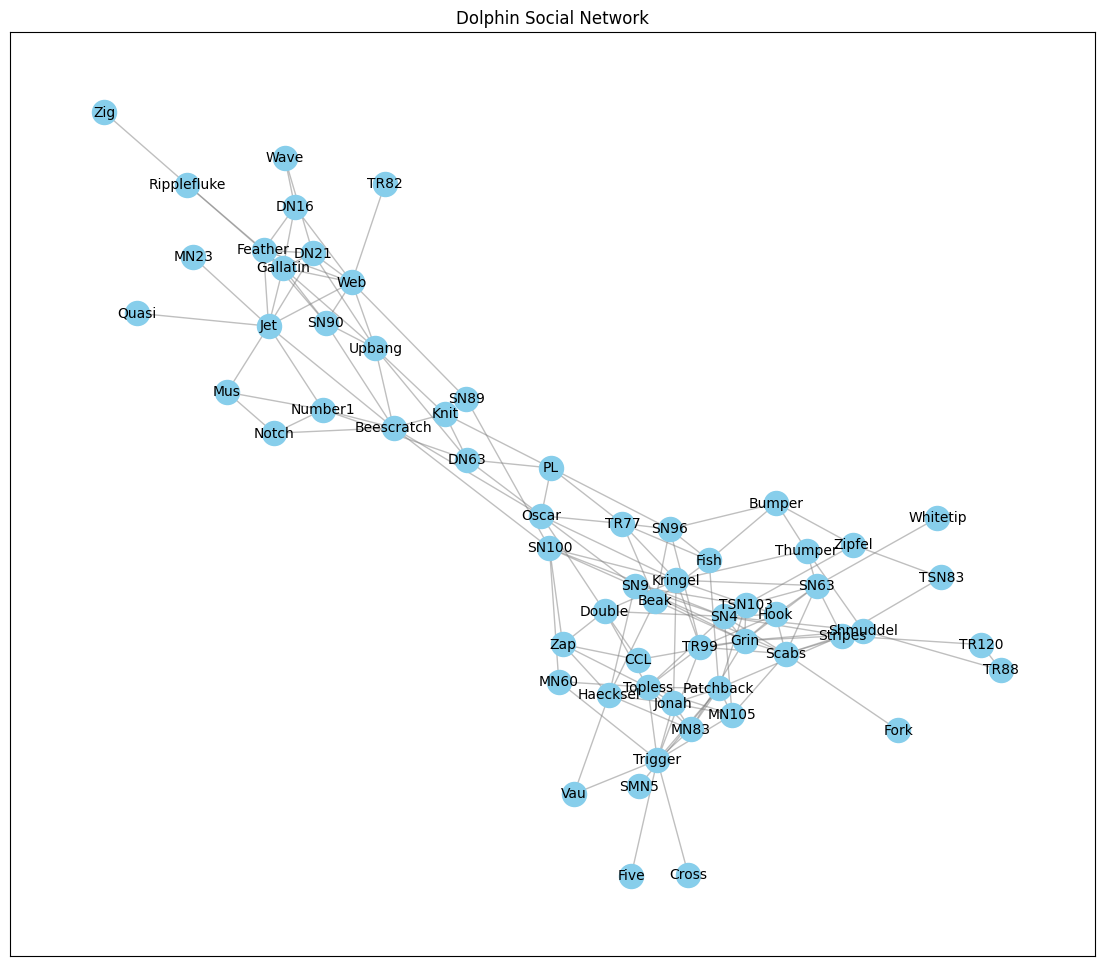 Dolphin Social Network
Zig
Wave
TR82
Ripplefluke
DN16
Feather
DN21
MN23
Gallatin
Web
Quasi
Jet
SN90
Upbang
Mus
SN89
Number1
Knit
Beescratch
Notch
DN63
PL
Bumper
Oscar
Whitetip
TR77
SN96
SN100
Zipfel
Thumper
Fish
TSN83
Kringel
SN63
SN9
Beak
TSN103
Double
Hook
SN4
Shmuddel
Stripes
Grin
TR120
Zap
TR99
Scabs
CCL
TR88
MN60
Topless
Patchback
Haecksel
Jonah
MN105
MN83
Fork
Trigger
SMN5
Vau
Five
Cross